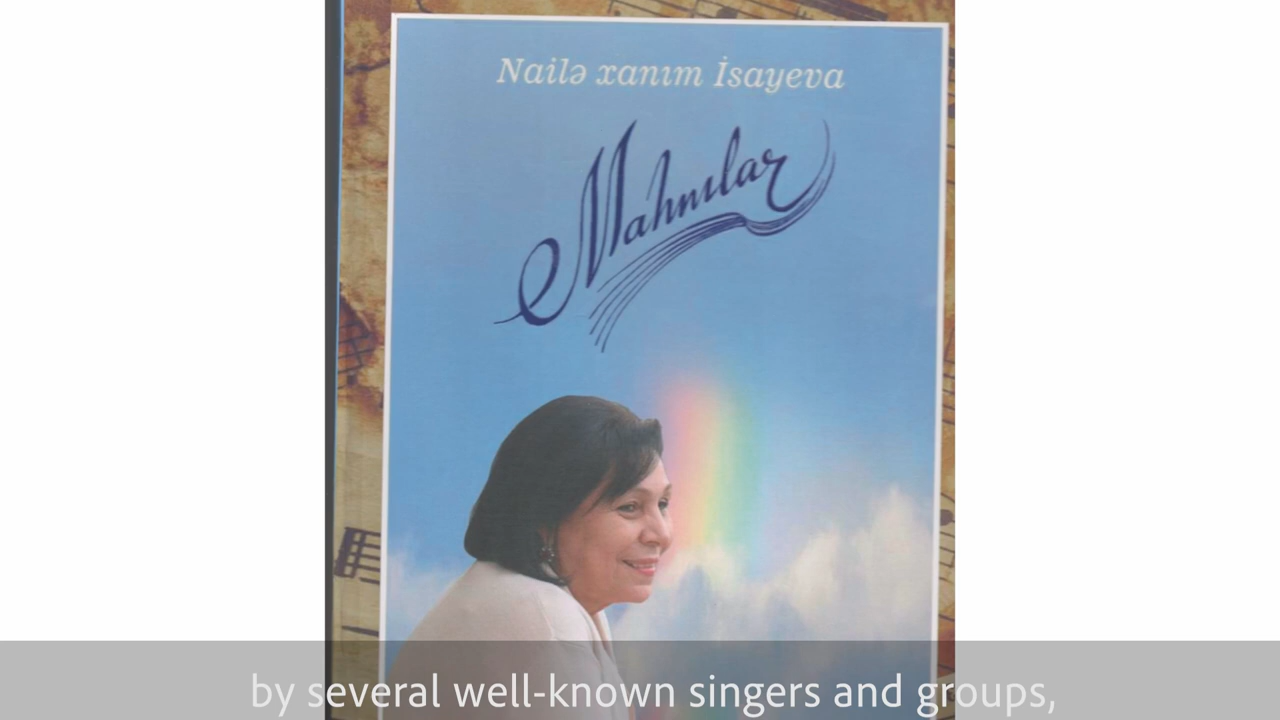 Nailə xanım İsayeva
Mahnılar
by several well-known singers and groups,